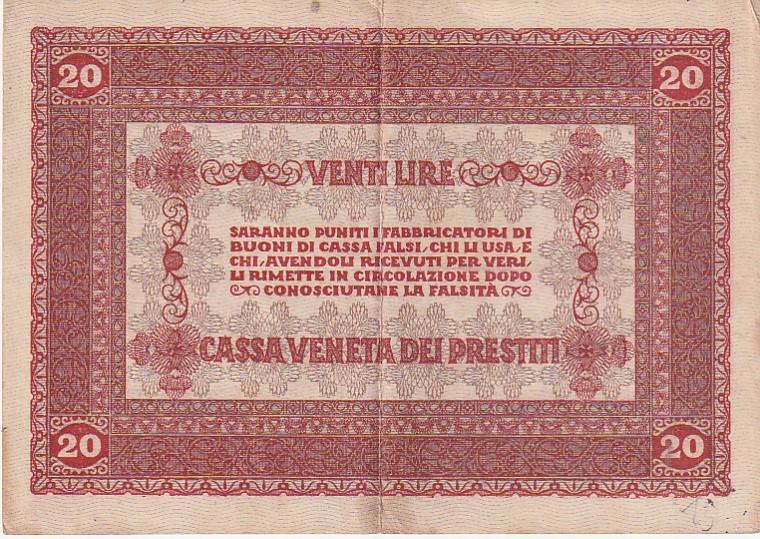 20 20
VENTI LIRE
SARANNO PUNITI I FABBRICATORI DI
BUONI DI CASSA FALSI, CHI LI USA, E
CHI, AVENDOLI RICEVUTI PER VERI,
LI RIMETTE IN CIRCOLAZIONE DOPO
CONOSCIUTANE LA FALSITÀ
CASSA VENETA DEI PRESTITI
20 20